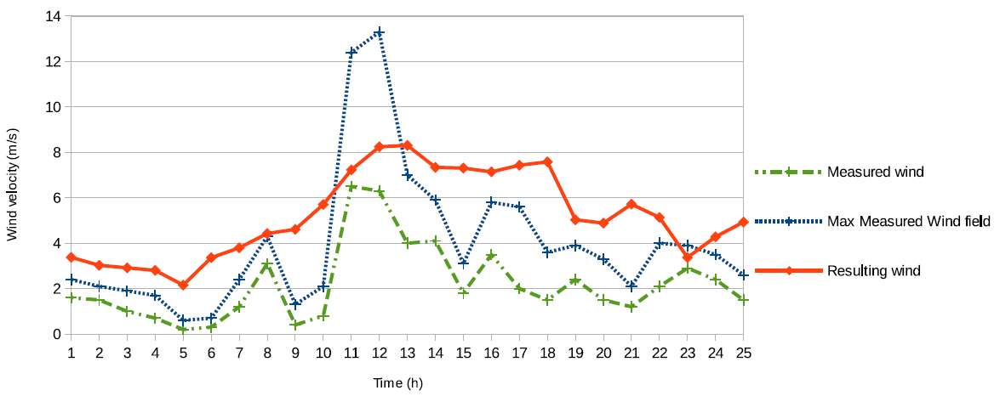 Wind velocity (m/s)
14
12
10
8
6
4
2
0
1 2 3 4 5 6 7 8 9 10 11 12 13 14 15 16 17 18 19 20 21 22 23 24 25
Time (h)
Measured wind
Max Measured Wind field
Resulting wind